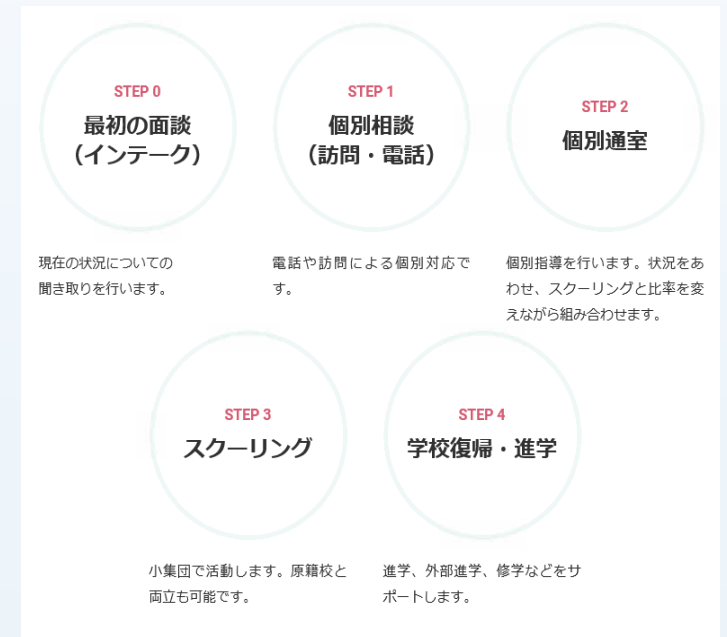 STEP 0
最初の面談
（インテーク）
現在の状況についての
聞き取りを行います。
STEP 1
個別相談
（訪問・電話）
電話や訪問による個別対応で
す。
STEP 2
個別通室
個別指導を行います。状況をあ
わせ、スクーリングと比率を変
えながら組み合わせます。
STEP 3
スクーリング
小集団で活動します。原籍校と
両立も可能です。
STEP 4
学校復帰・進学
進学、外部進学、修学などをサ
ポートします。